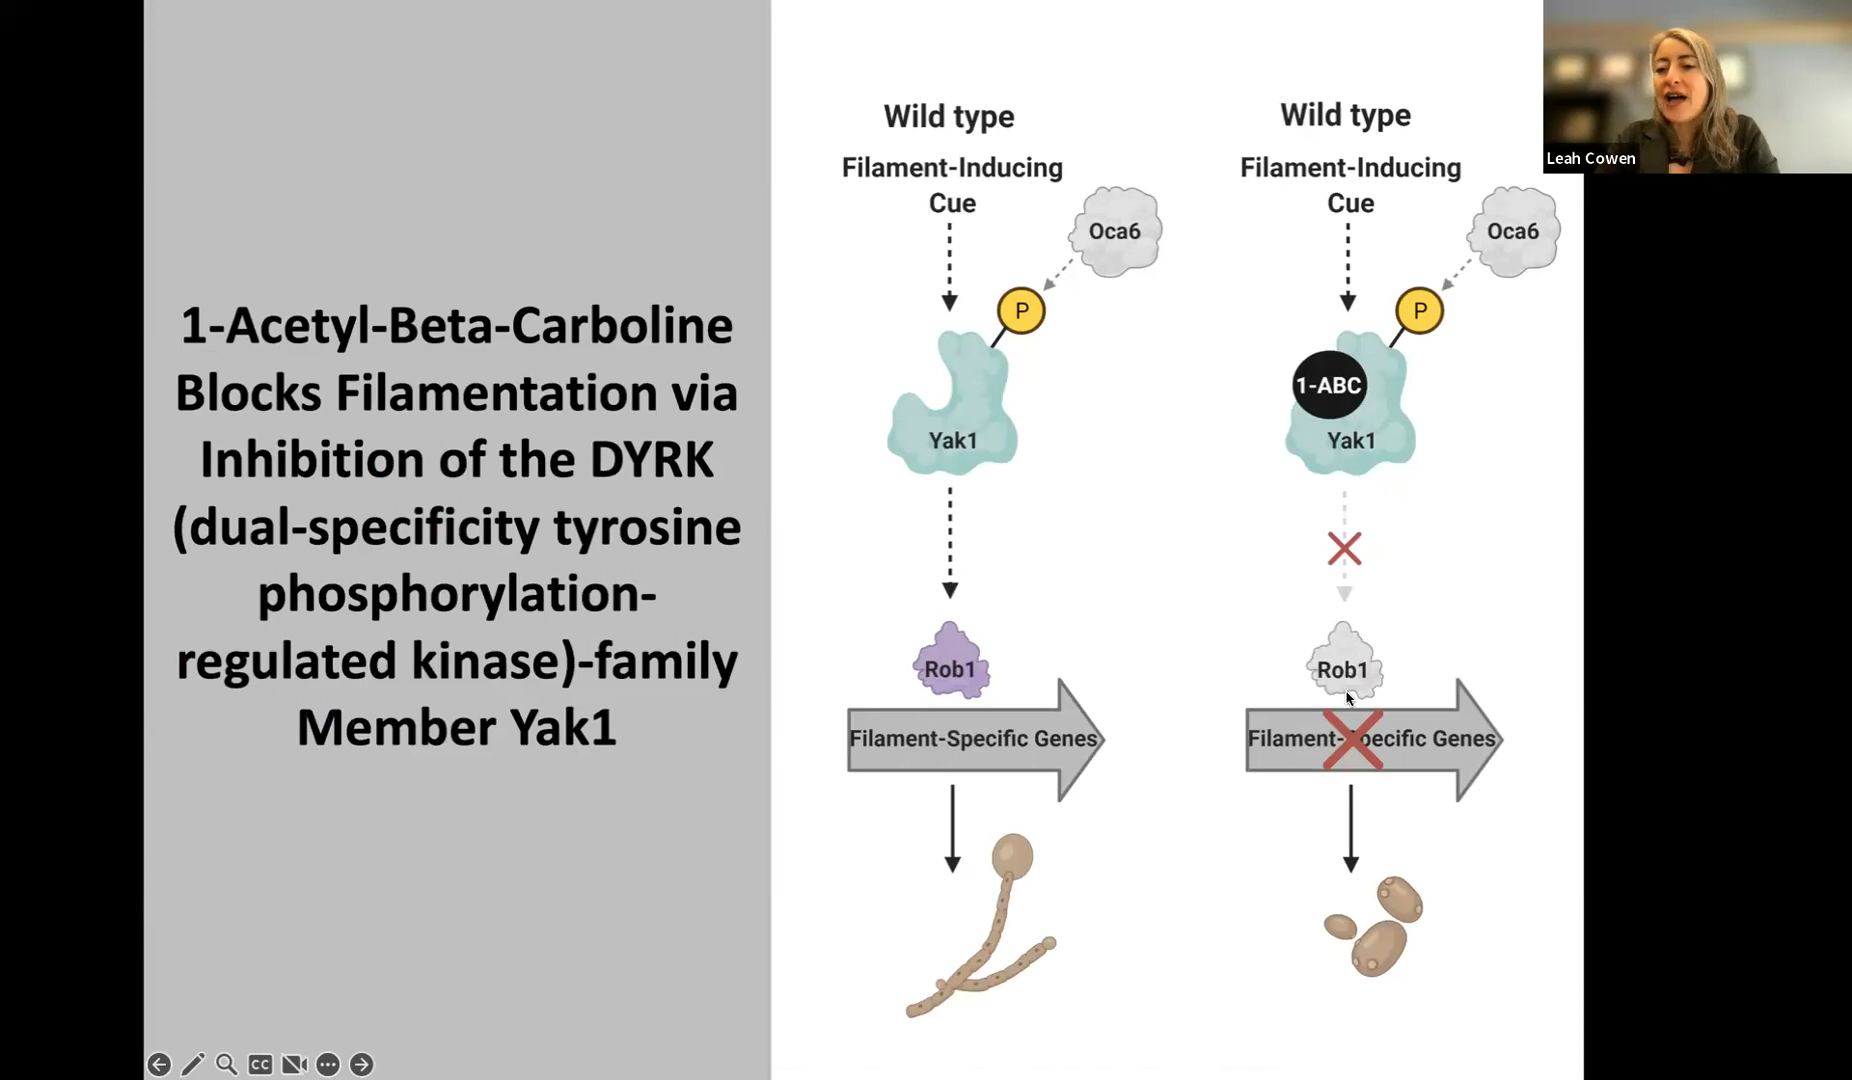 1-Acetyl-Beta-Carboline
Blocks Filamentation via
Inhibition of the DYRK
(dual-specificity tyrosine
phosphorylation-
regulated kinase)-family
Member Yak1
Wild type
Filament-Inducing
Cue
Oca6
P
Yak1
Rob1
Filament-Specific Genes
Wild type
Filament-Inducing
Cue
Oca6
P
1-ABC
Yak1
Rob1
Filament-Specific Genes
Leah Cowen
CC